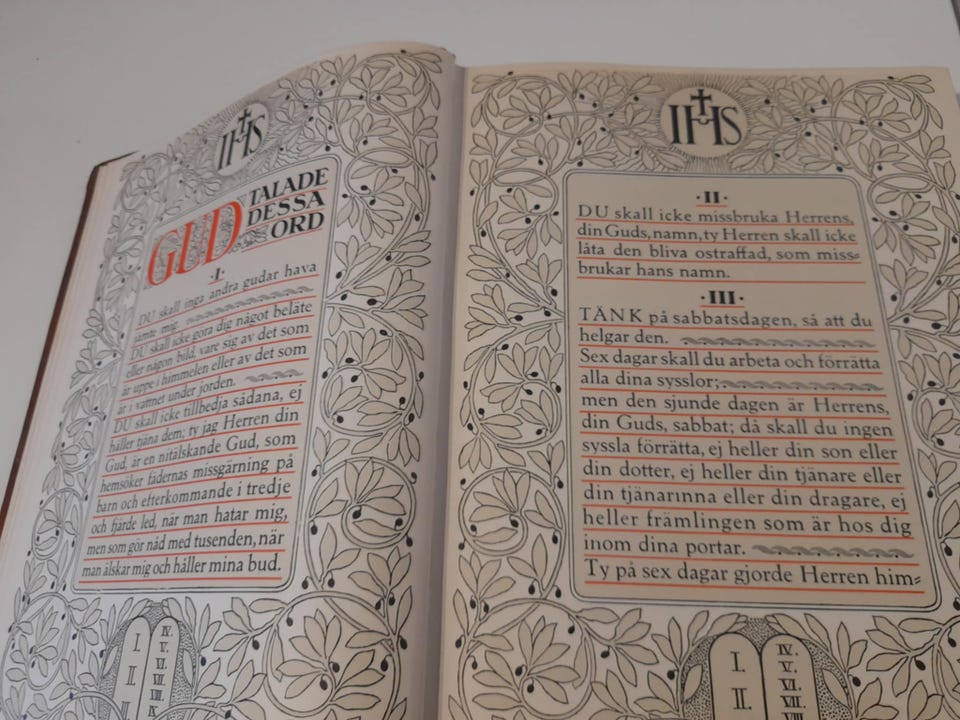 IHS
GUD TALADE
DESSA
ORD
·I·
DU skall inga andra gudar hava
jämte mig.
DU skall icke göra dig något beläte
eller någon bild, vare sig av det som
är uppe i himmelen eller av det som
är i vattnet under jorden.
DU skall icke tillbedja sådana, ej
håller tjäna dem; ty jag Herren din
Gud, är en nitälskande Gud, som
hemsöker fädernas missgärning på
barn och efterkommande i tredje
och fjärde led, när man hatar mig,
men som gör nåd med tusenden, när
man älskar mig och håller mina bud.
I.
II.
IV.
V.
VI.
VII.
VIII.
IHS
·II·
DU skall icke missbruka Herrens,
din Guds, namn, ty Herren skall icke
låta den bliva ostraffad, som miss=
brukar hans namn.
·III·
TÄNK på sabbatsdagen, så att du
helgar den.
Sex dagar skall du arbeta och förrätta
alla dina sysslor;
men den sjunde dagen är Herrens,
din Guds, sabbat; då skall du ingen
syssla förrätta, ej heller din son eller
din dotter, ej heller din tjänare eller
din tjänarinna eller din dragare, ej
heller främlingen som är hos dig
inom dina portar.
Ty på sex dagar gjorde Herren him=
I.
II.
IV.
V.
VI.
VII.
VIII.